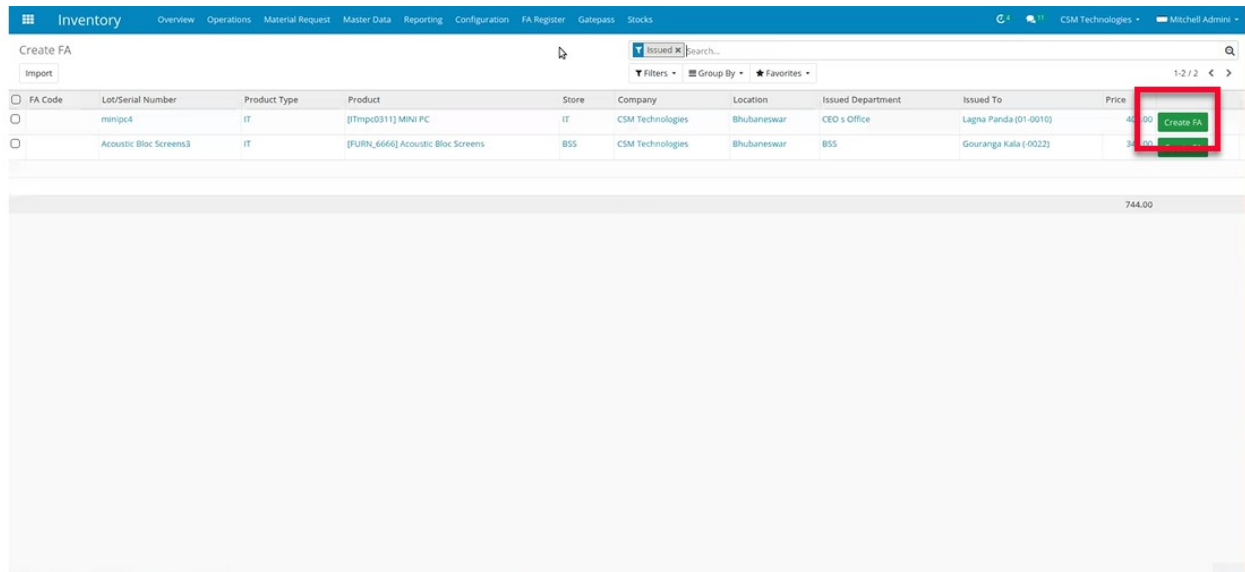 Inventory Overview Operations Material Request Master Data Reporting Configuration FA Register Gatepass Stocks 4 11 CSM Technologies Mitchell Admini
Create FA Issued × Search...
Import Filters Group By Favorites 1-2 / 2
FA Code Lot/Serial Number Product Type Product Store Company Location Issued Department Issued To Price
minipc4 IT [ITmpc0311] MINI PC IT CSM Technologies Bhubaneswar CEO s Office Lagna Panda (01-0010) Create FA
Acoustic Bloc Screens3 IT [FURN_6666] Acoustic Bloc Screens BSS CSM Technologies Bhubaneswar BSS Gouranga Kala (-0022)
744.00